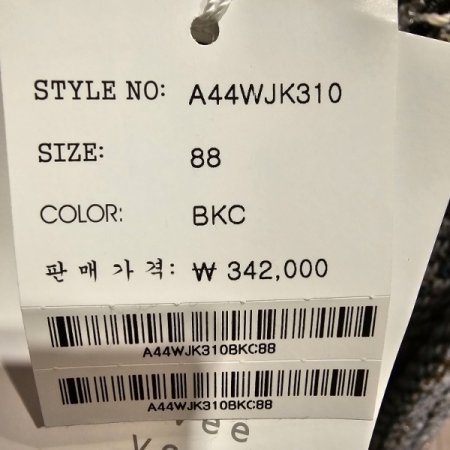 STYLE NO: A44WJK310
SIZE: 88
COLOR: BKC
판매가격: ₩ 342,000
A44WJK310BKC88
A44WJK310BKC88